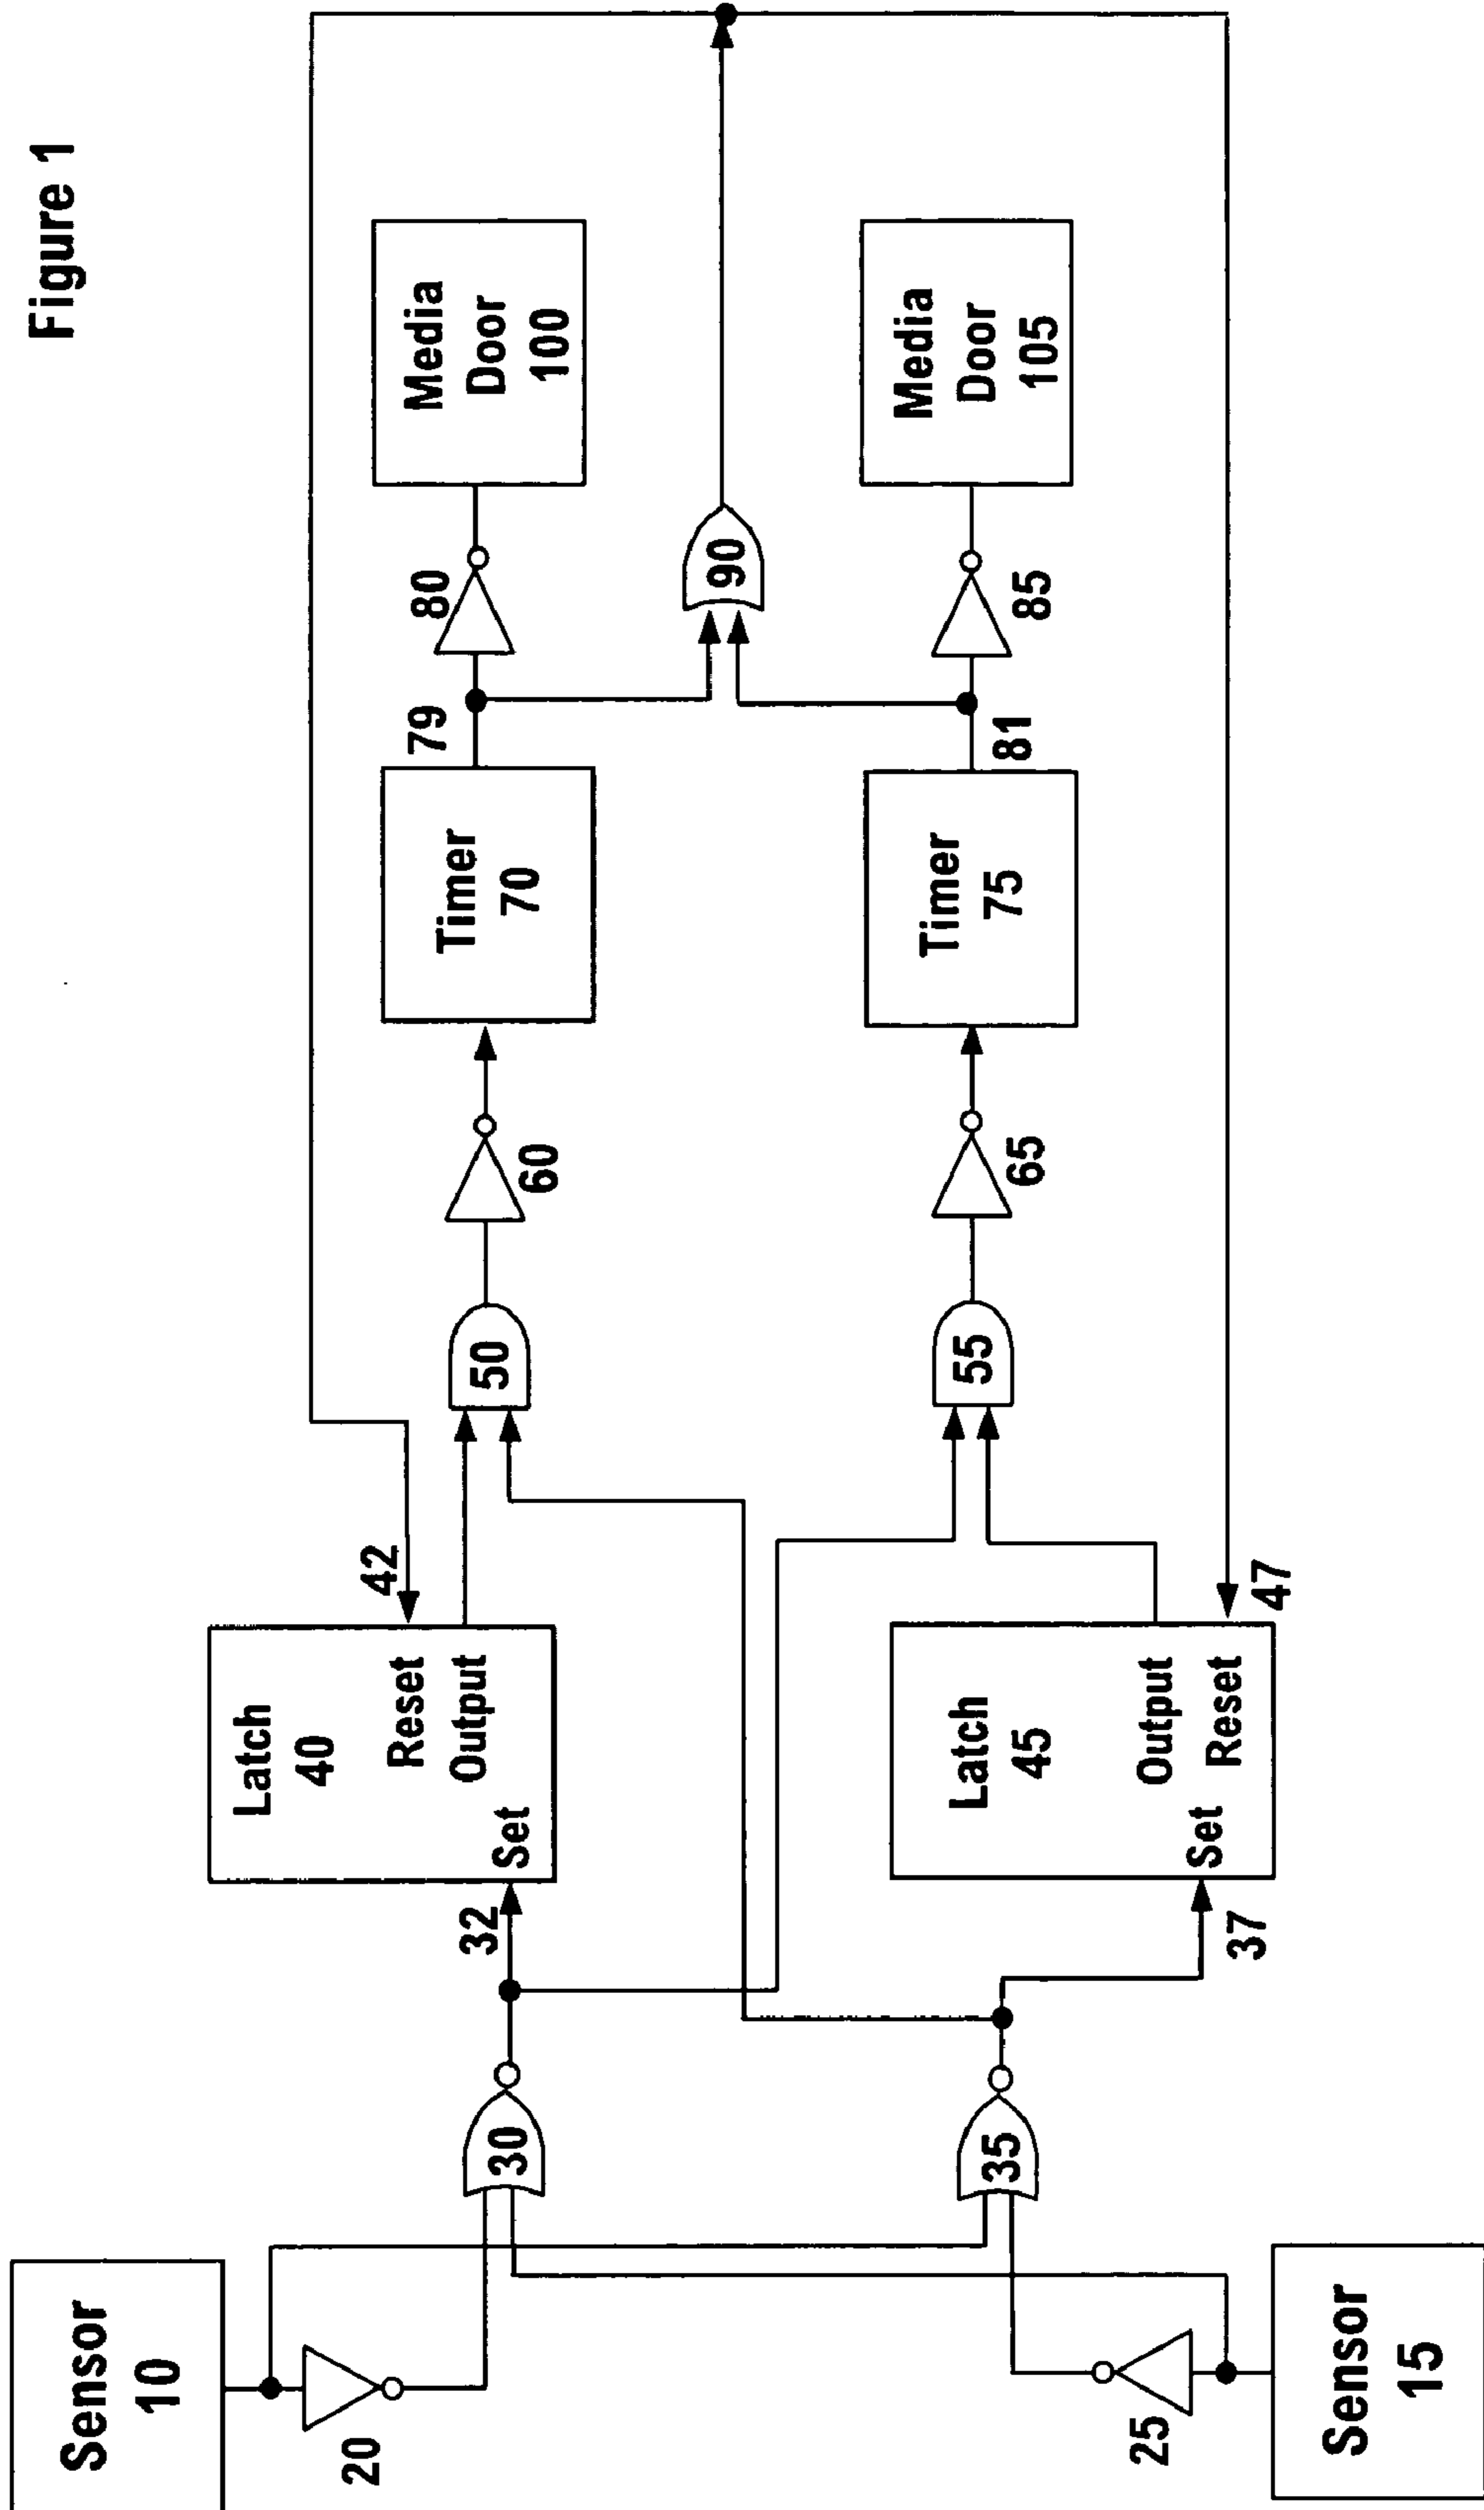 Figure 1
Sensor
10
20
Sensor
15
25
30
35
32
37
Latch
40
Reset
Output
Set
42
Latch
45
Output
Reset
Set
47
50
55
60
65
Timer
70
Timer
75
79
81
80
85
90
Media
Door
100
Media
Door
105